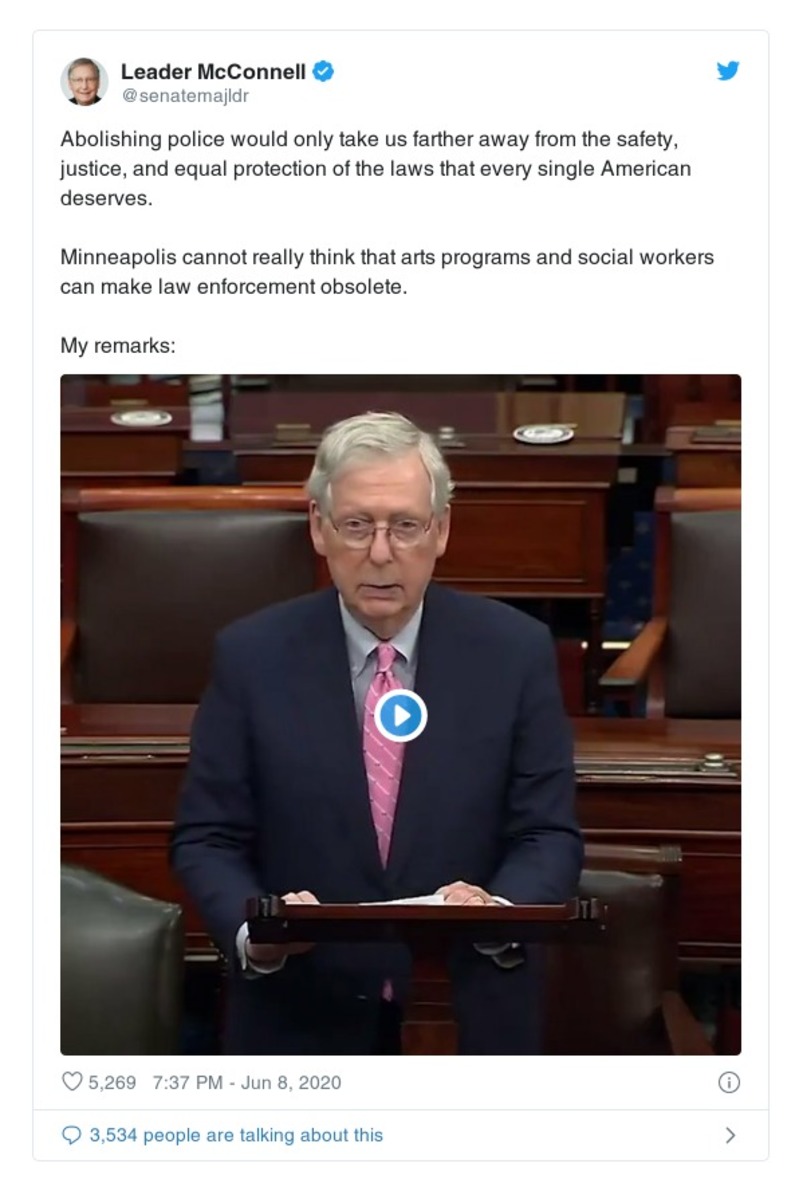 Leader McConnell
@senatemajldr
Abolishing police would only take us farther away from the safety,
justice, and equal protection of the laws that every single American
deserves.
Minneapolis cannot really think that arts programs and social workers
can make law enforcement obsolete.
My remarks:
5,269 7:37 PM - Jun 8, 2020
3,534 people are talking about this